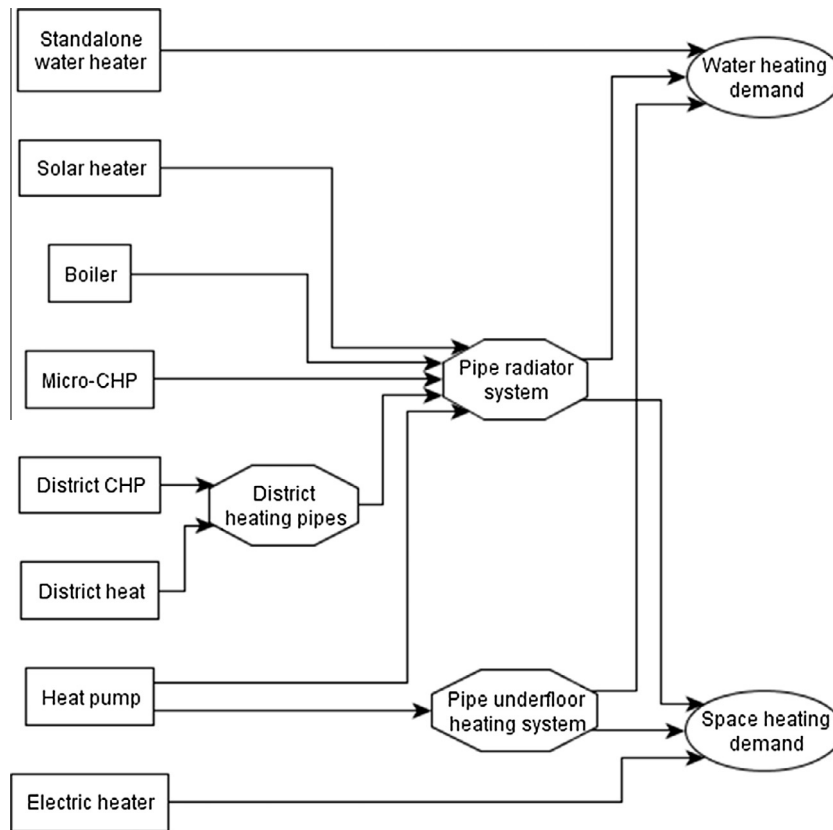 Standalone
water heater
Water heating
demand
Solar heater
Boiler
Pipe radiator
system
Micro-CHP
District CHP
District
heating pipes
District heat
Heat pump
Pipe underfloor
heating system
Space heating
demand
Electric heater